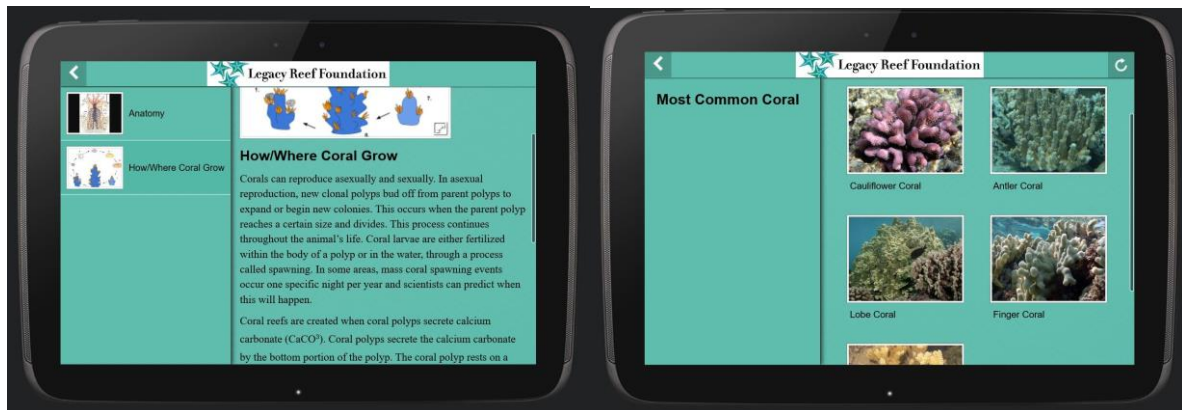 Legacy Reef Foundation
Anatomy
How/Where Coral Grow
How/Where Coral Grow
Corals can reproduce asexually and sexually. In asexual
reproduction, new clonal polyps bud off from parent polyps to
expand or begin new colonies. This occurs when the parent polyp
reaches a certain size and divides. This process continues
throughout the animal's life. Coral larvae are either fertilized
within the body of a polyp or in the water, through a process
called spawning. In some areas, mass coral spawning events
occur one specific night per year and scientists can predict when
this will happen.
Coral reefs are created when coral polyps secrete calcium
carbonate (CaCO³). Coral polyps secrete the calcium carbonate
by the bottom portion of the polyp. The coral polyp rests on a
Legacy Reef Foundation
Most Common Coral
Cauliflower Coral
Antler Coral
Lobe Coral
Finger Coral